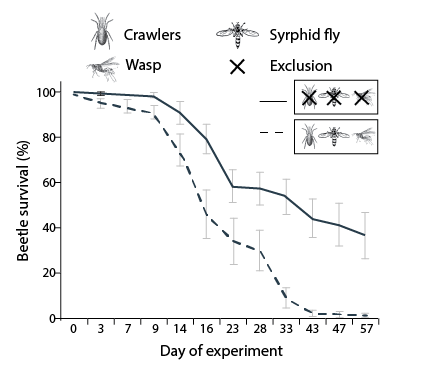 Crawlers
Syrphid fly
Wasp
Exclusion
100
80
60
40
20
0
Beetle survival (%)
0 3 7 9 14 16 23 28 33 43 47 57
Day of experiment